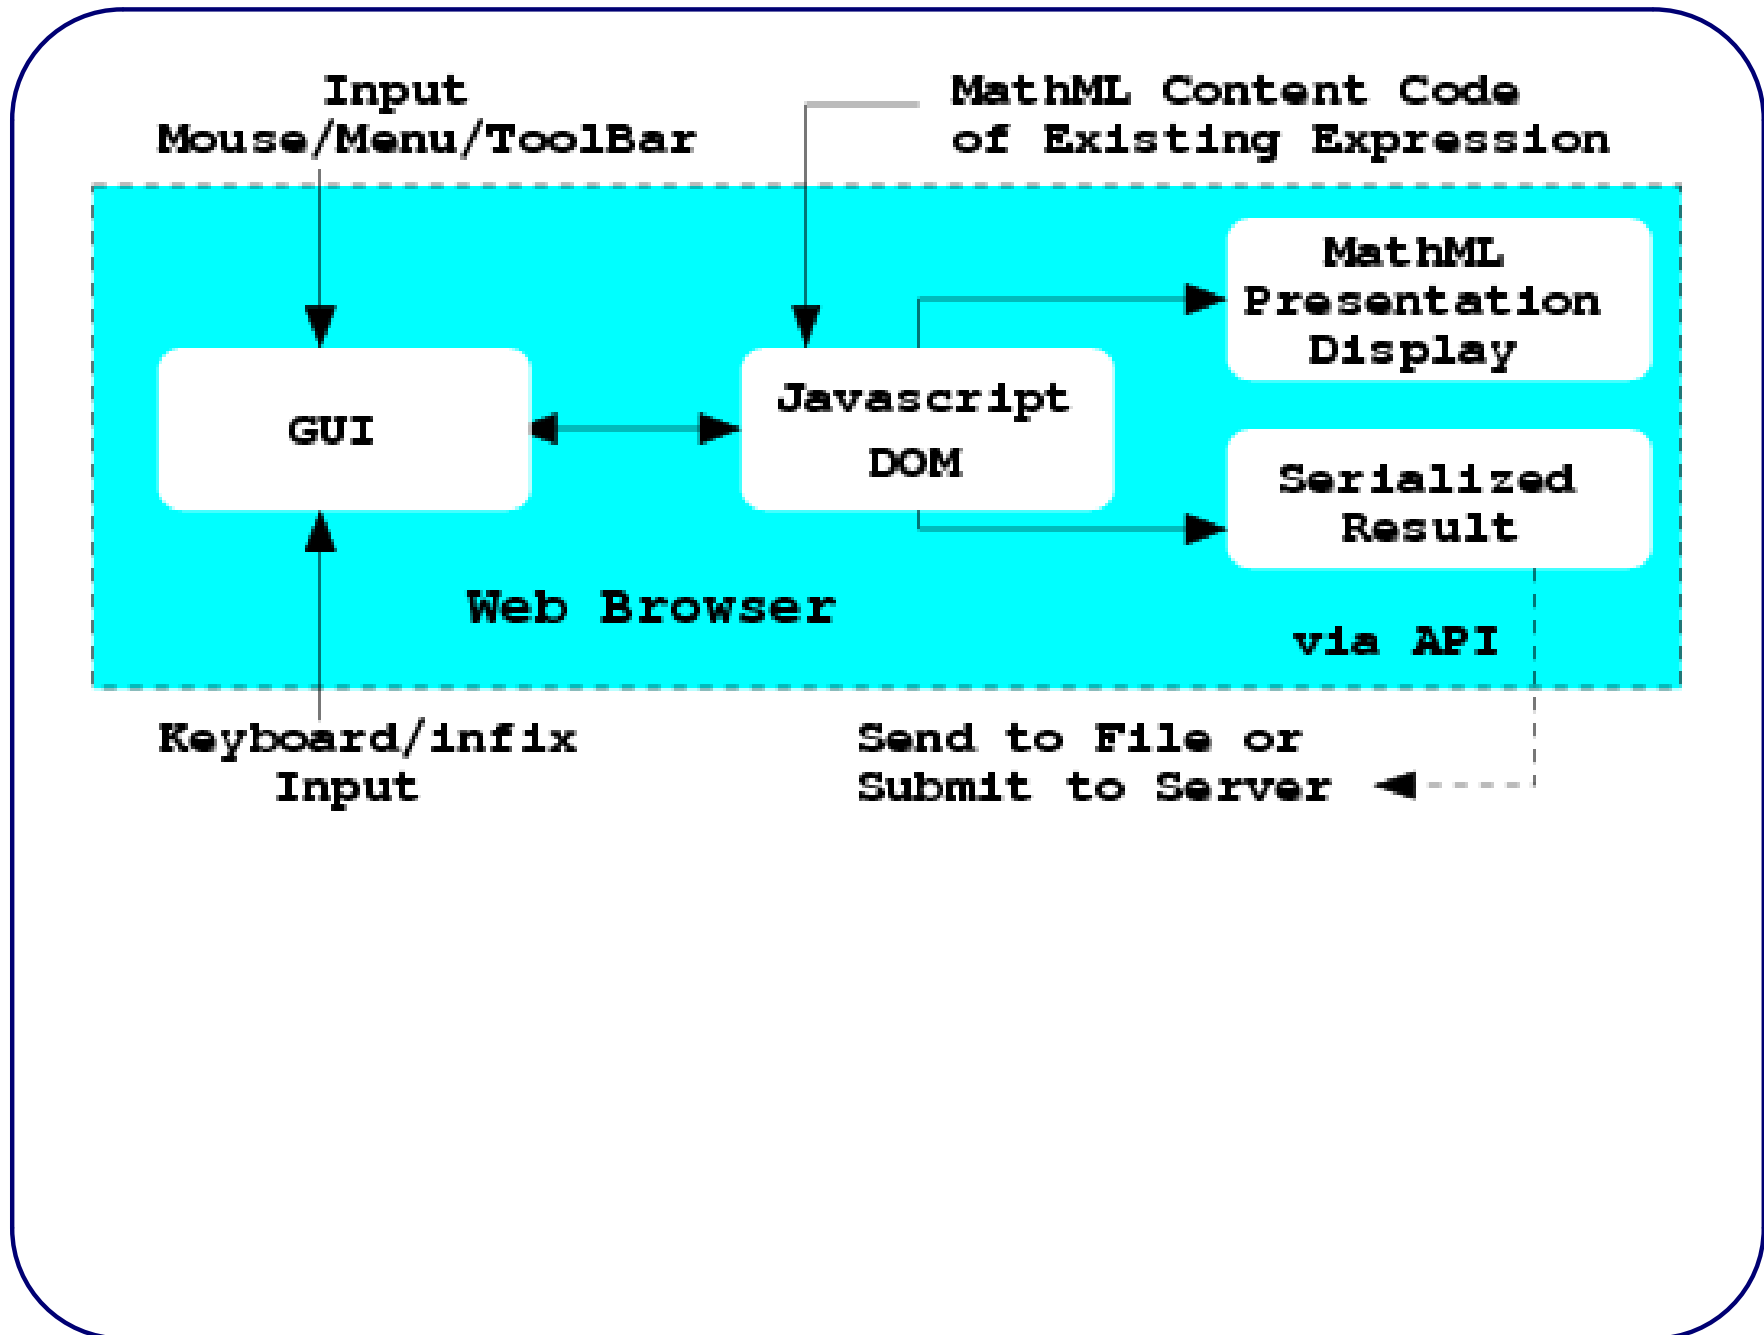 Input
Mouse/Menu/ToolBar
MathML Content Code
of Existing Expression
MathML
Presentation
Display
GUI
Javascript
DOM
Serialized
Result
Web Browser
via API
Keyboard/infix
Input
Send to File or
Submit to Server